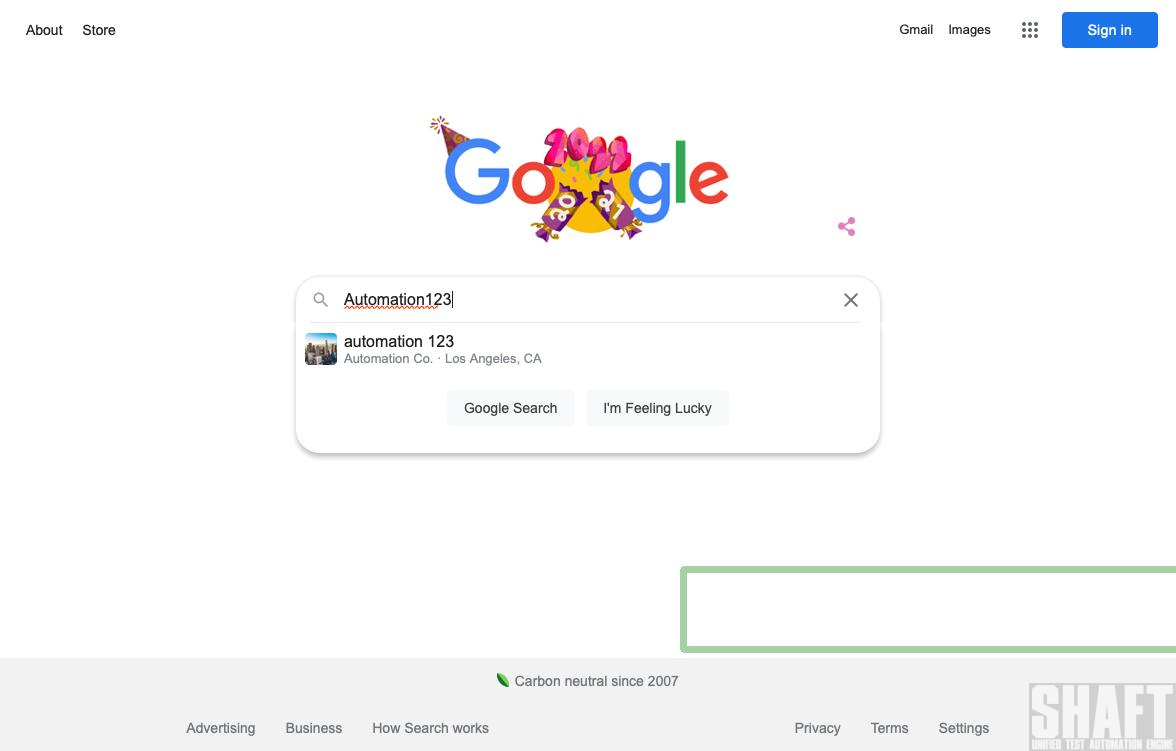 About Store
Gmail Images
Sign in
Google
Automation123
automation 123
Automation Co. · Los Angeles, CA
Google Search
I'm Feeling Lucky
Carbon neutral since 2007
Advertising Business How Search works
Privacy Terms Settings
SHAFT
UNIFIED TEST AUTOMATION ENGINE